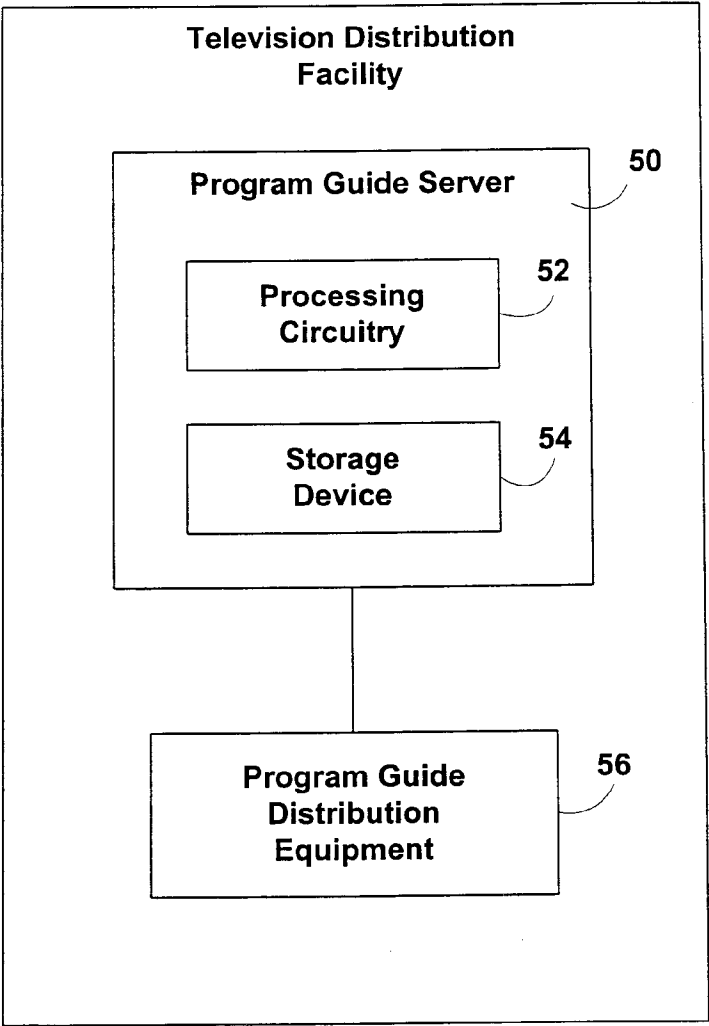 Television Distribution
Facility
Program Guide Server
50
Processing
Circuitry
52
Storage
Device
54
Program Guide
Distribution
Equipment
56